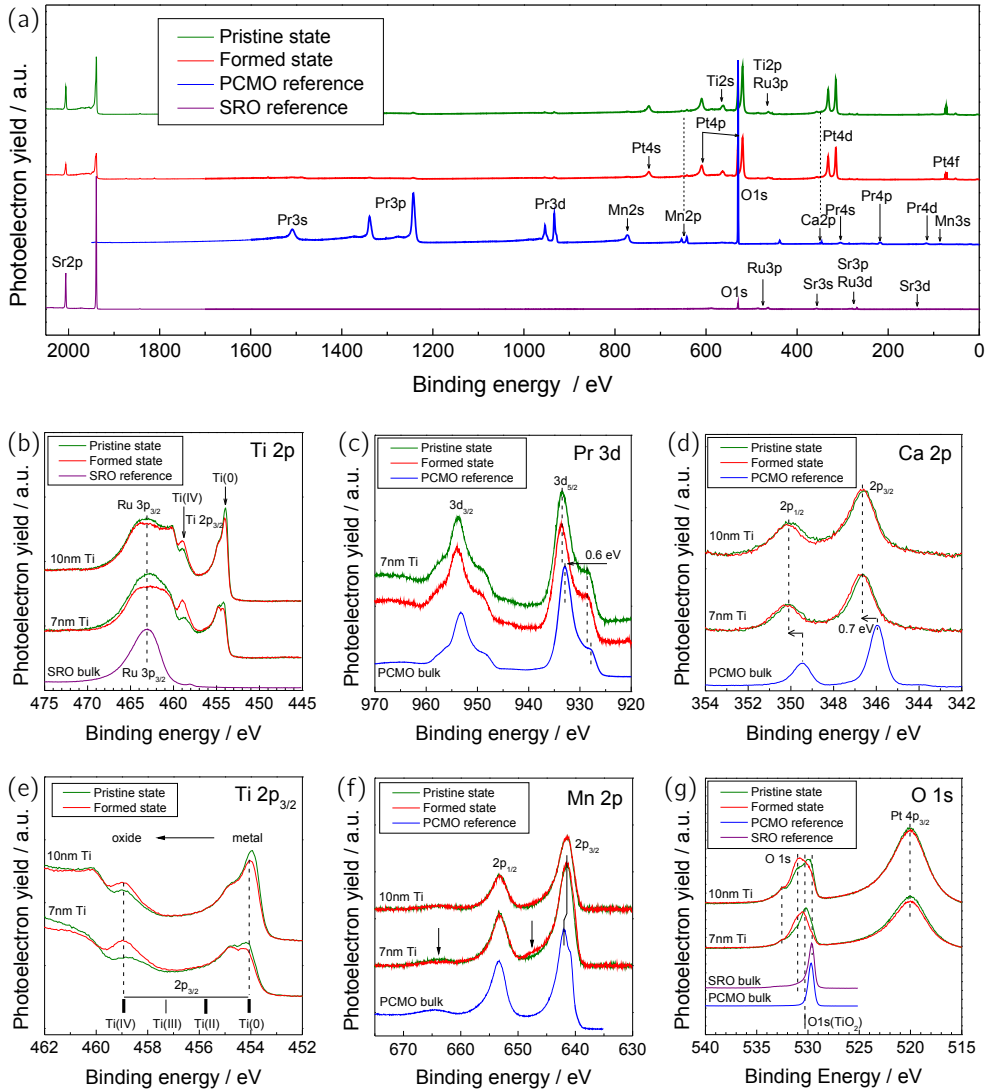 (a)
Photoelectron yield / a.u.
Pristine state
Formed state
PCMO reference
SRO reference
Ti2s
Ti2p
Ru3p
Pt4s
Pt4p
O1s
Pt4d
Pt4f
Pr3s
Pr3p
Pr3d
Mn2s
Mn2p
Ca2p
Pr4s
Pr4p
Pr4d
Mn3s
Sr2p
O1s
Ru3p
Sr3s
Sr3p
Ru3d
Sr3d
2000 1800 1600 1400 1200 1000 800 600 400 200 0
Binding energy / eV
(b)
Photoelectron yield / a.u.
Pristine state
Formed state
SRO reference
Ti 2p
Ti(0)
Ti(IV)
Ru 3p3/2
Ti 2p3/2
10nm Ti
7nm Ti
SRO bulk
Ru 3p3/2
475 470 465 460 455 450 445
Binding energy / eV
(c)
Photoelectron yield / a.u.
Pristine state
Formed state
PCMO reference
Pr 3d
3d5/2
3d3/2
7nm Ti
0.6 eV
PCMO bulk
970 960 950 940 930 920
Binding energy / eV
(d)
Photoelectron yield / a.u.
Pristine state
Formed state
PCMO reference
Ca 2p
2p3/2
2p1/2
10nm Ti
7nm Ti
0.7 eV
PCMO bulk
354 352 350 348 346 344 342
Binding energy / eV
(e)
Photoelectron yield / a.u.
Pristine state
Formed state
Ti 2p3/2
oxide
metal
10nm Ti
7nm Ti
2p3/2
Ti(IV) Ti(III) Ti(II) Ti(0)
462 460 458 456 454 452
Binding energy / eV
(f)
Photoelectron yield / a.u.
Pristine state
Formed state
PCMO reference
Mn 2p
2p3/2
2p1/2
10nm Ti
7nm Ti
PCMO bulk
670 660 650 640 630
Binding energy / eV
(g)
Photoelectron yield / a.u.
Pristine state
Formed state
PCMO reference
SRO reference
O 1s
Pt 4p3/2
O 1s
10nm Ti
7nm Ti
SRO bulk
PCMO bulk
O1s(TiO2)
540 535 530 525 520 515
Binding Energy / eV